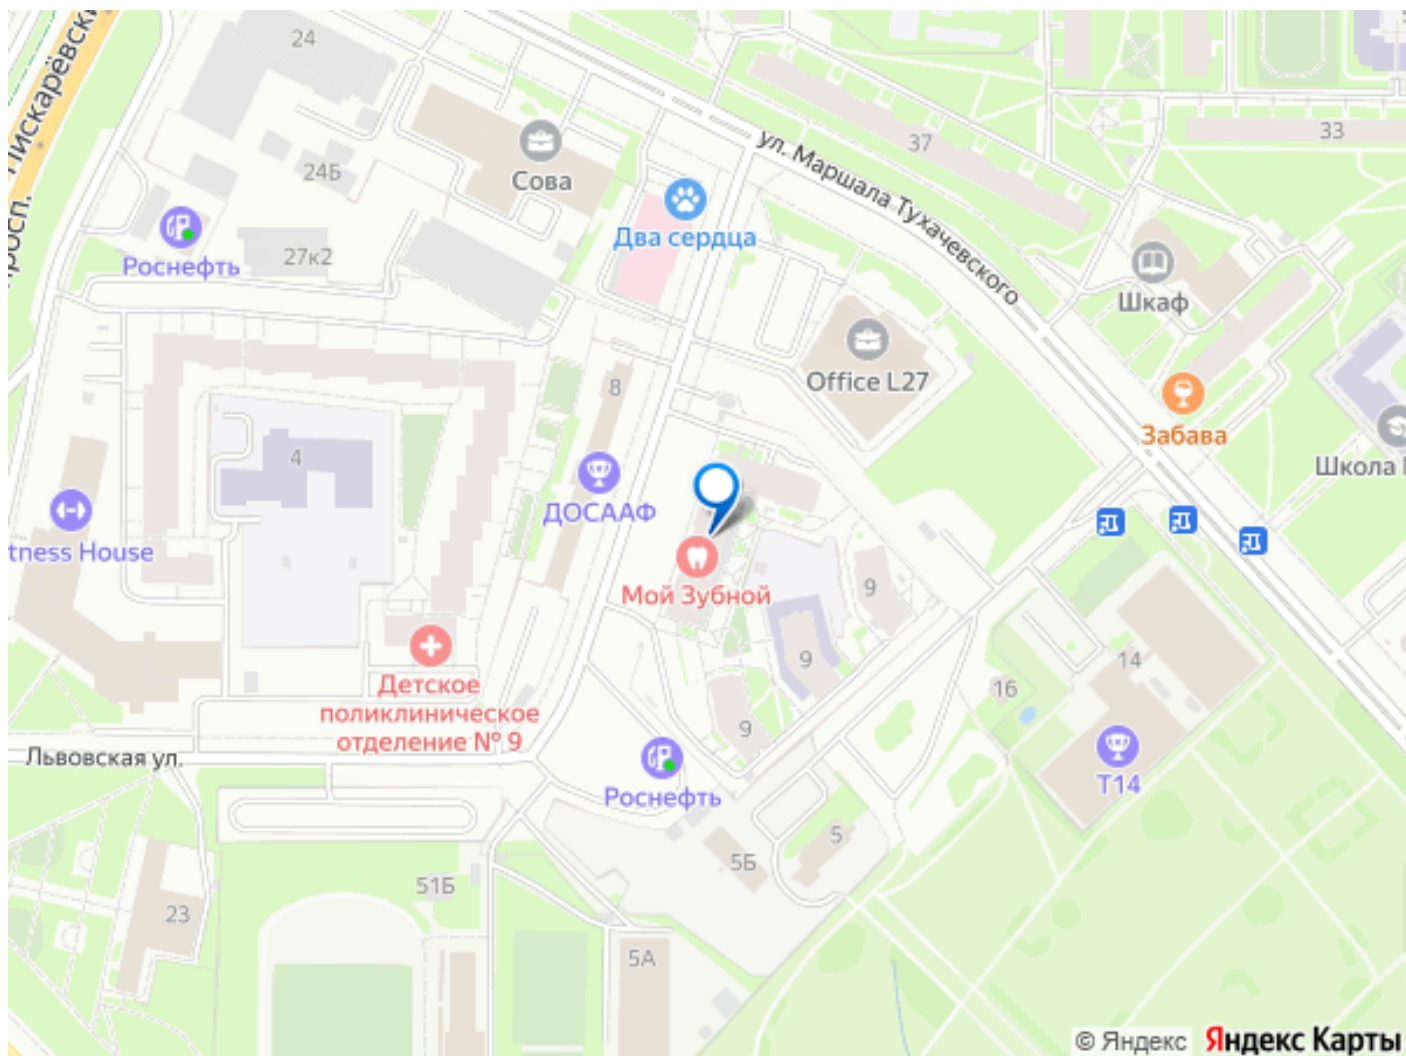 24
Пискарёвский
просп.
37
33
ул. Маршала Тухачевского
24Б
Сова
Два сердца
27к2
Роснефть
Шкаф
Office L27
8
Забава
4
Школа
ДОСААФ
tness House
Мой Зубной
9
9
14
16
Детское
поликлиническое
отделение № 9
9
Львовская ул.
Роснефть
Т14
5
5Б
51Б
23
5А
© Яндекс Яндекс Карты